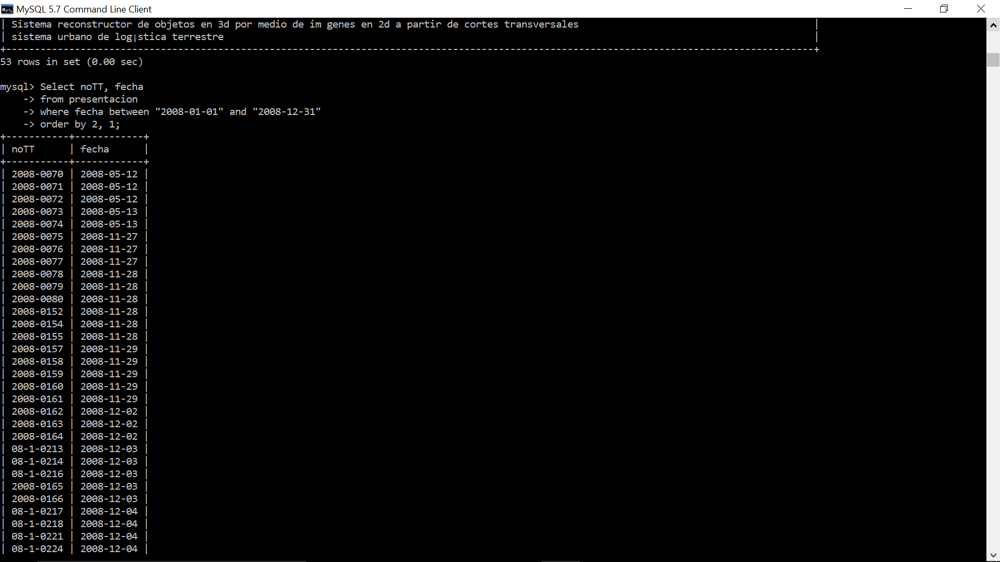 MySQL 5.7 Command Line Client
| Sistema reconstructor de objetos en 3d por medio de im genes en 2d a partir de cortes transversales |
| sistema urbano de log¡stica terrestre |
+---------------------------------------------------------------------------------------------------------------------------------------------+
53 rows in set (0.00 sec)
mysql> Select noTT, fecha
    -> from presentacion
    -> where fecha between "2008-01-01" and "2008-12-31"
    -> order by 2, 1;
+-----------+------------+
| noTT      | fecha      |
+-----------+------------+
| 2008-0070 | 2008-05-12 |
| 2008-0071 | 2008-05-12 |
| 2008-0072 | 2008-05-12 |
| 2008-0073 | 2008-05-13 |
| 2008-0074 | 2008-05-13 |
| 2008-0075 | 2008-11-27 |
| 2008-0076 | 2008-11-27 |
| 2008-0077 | 2008-11-27 |
| 2008-0078 | 2008-11-28 |
| 2008-0079 | 2008-11-28 |
| 2008-0080 | 2008-11-28 |
| 2008-0152 | 2008-11-28 |
| 2008-0154 | 2008-11-28 |
| 2008-0155 | 2008-11-28 |
| 2008-0157 | 2008-11-29 |
| 2008-0158 | 2008-11-29 |
| 2008-0159 | 2008-11-29 |
| 2008-0160 | 2008-11-29 |
| 2008-0161 | 2008-11-29 |
| 2008-0162 | 2008-12-02 |
| 2008-0163 | 2008-12-02 |
| 2008-0164 | 2008-12-02 |
| 08-1-0213 | 2008-12-03 |
| 08-1-0214 | 2008-12-03 |
| 08-1-0216 | 2008-12-03 |
| 2008-0165 | 2008-12-03 |
| 2008-0166 | 2008-12-03 |
| 08-1-0217 | 2008-12-04 |
| 08-1-0218 | 2008-12-04 |
| 08-1-0221 | 2008-12-04 |
| 08-1-0224 | 2008-12-04 |